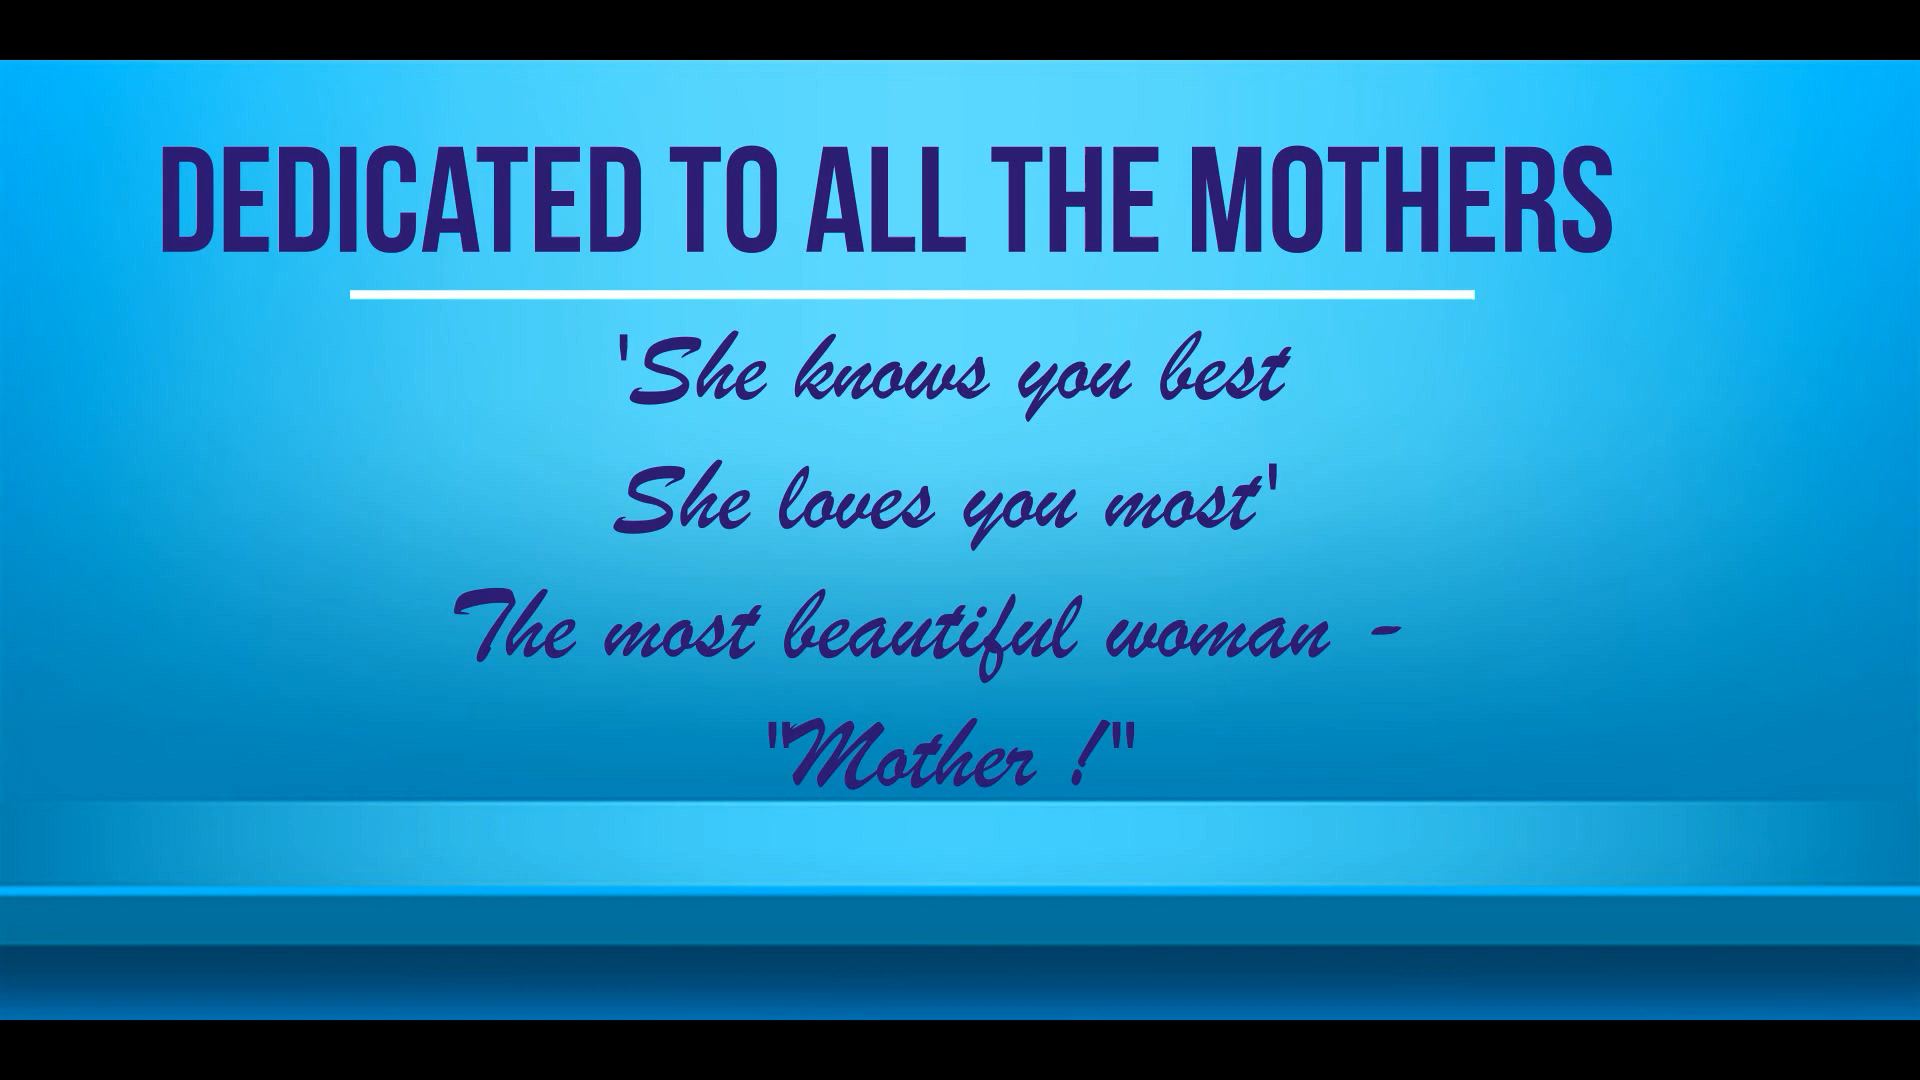 DEDICATED TO ALL THE MOTHERS
'She knows you best
She loves you most'
The most beautiful woman -
"Mother !"